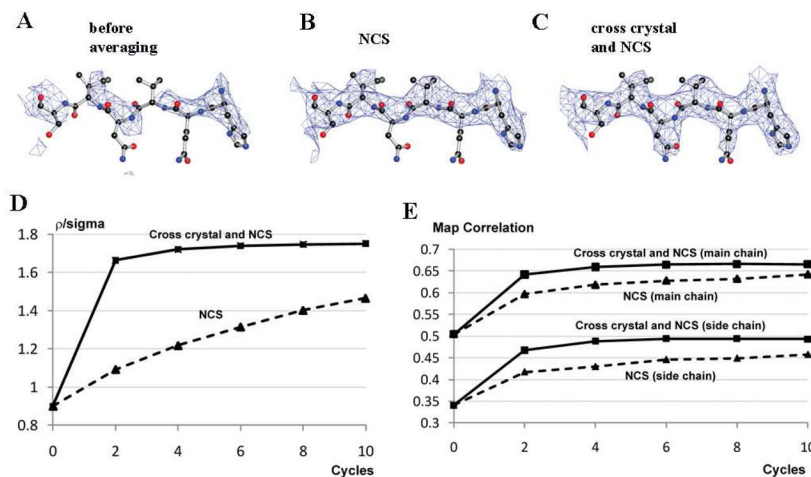 A
before
averaging
B
NCS
C
cross crystal
and NCS
D
ρ/sigma
1.8
1.6
1.4
1.2
1
0.8
Cross crystal and NCS
NCS
0 2 4 6 8 10
Cycles
E
Map Correlation
0.7
0.65
0.6
0.55
0.5
0.45
0.4
0.35
0.3
Cross crystal and NCS (main chain)
NCS (main chain)
Cross crystal and NCS (side chain)
NCS (side chain)
0 2 4 6 8 10
Cycles